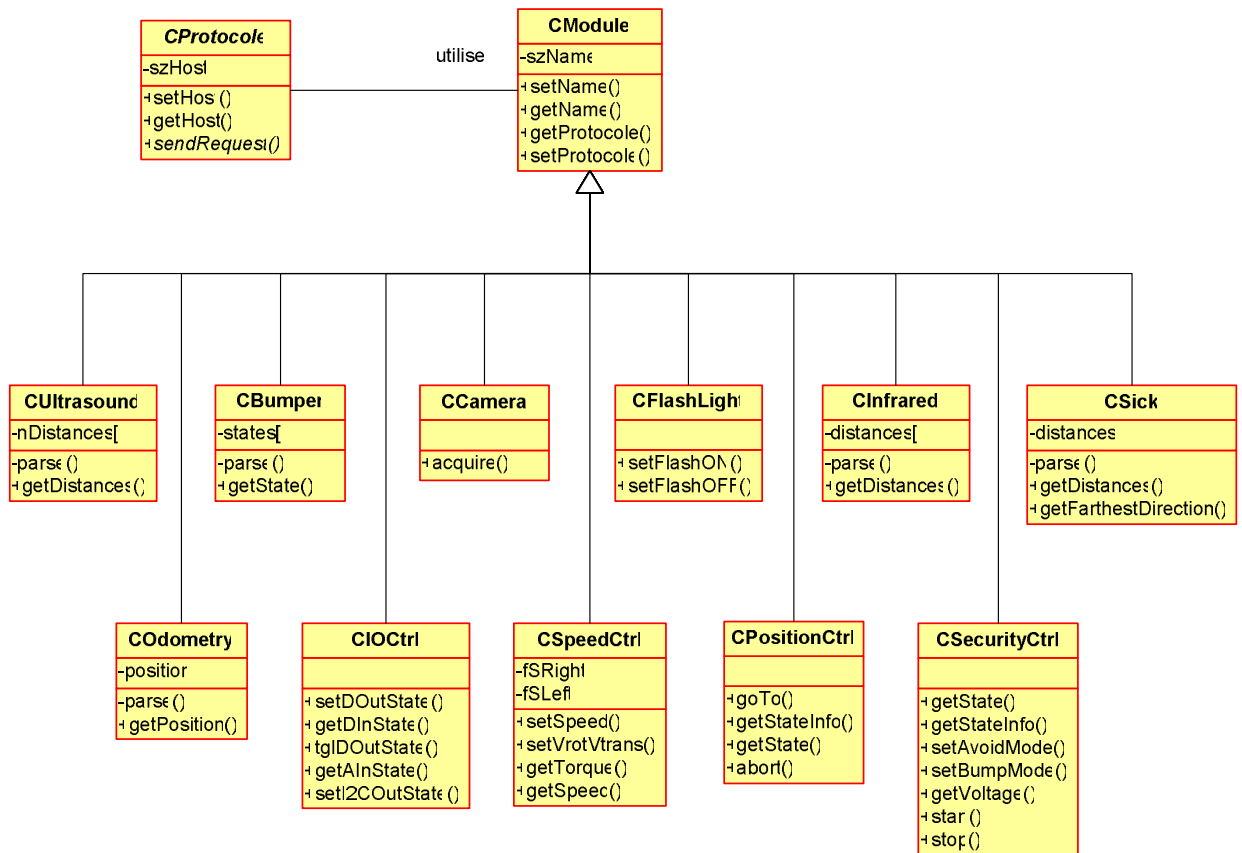 CProtocole
-szHost
+setHost()
+getHost()
+sendRequest()
utilise
CModule
-szName
+setName()
+getName()
+getProtocole()
+setProtocole()
CUltrasound
-nDistances[
-parse()
+getDistances()
CBumper
-states[
-parse()
+getState()
CCamera
+acquire()
CFlashLight
+setFlashON()
+setFlashOFF()
CInfrared
-distances[
-parse()
+getDistances()
CSick
-distances
-parse()
+getDistances()
+getFarthestDirection()
COdometry
-position
-parse()
+getPosition()
CIOCtrl
+setDOutState()
+getDInState()
+tglDOutState()
+getAInState()
+setI2COutState()
CSpeedCtrl
-fSRight
-fSLeft
+setSpeed()
+setVrotVtrans()
+getTorque()
+getSpeed()
CPositionCtrl
+goTo()
+getStateInfo()
+getState()
+abort()
CSecurityCtrl
+getState()
+getStateInfo()
+setAvoidMode()
+setBumpMode()
+getVoltage()
+start()
+stop()